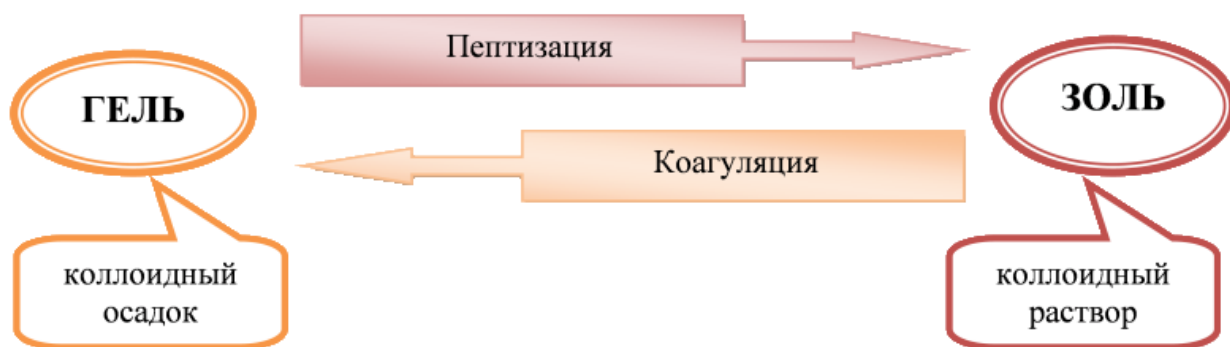 Пептизация
ГЕЛЬ
ЗОЛЬ
Коагуляция
коллоидный
осадок
коллоидный
раствор